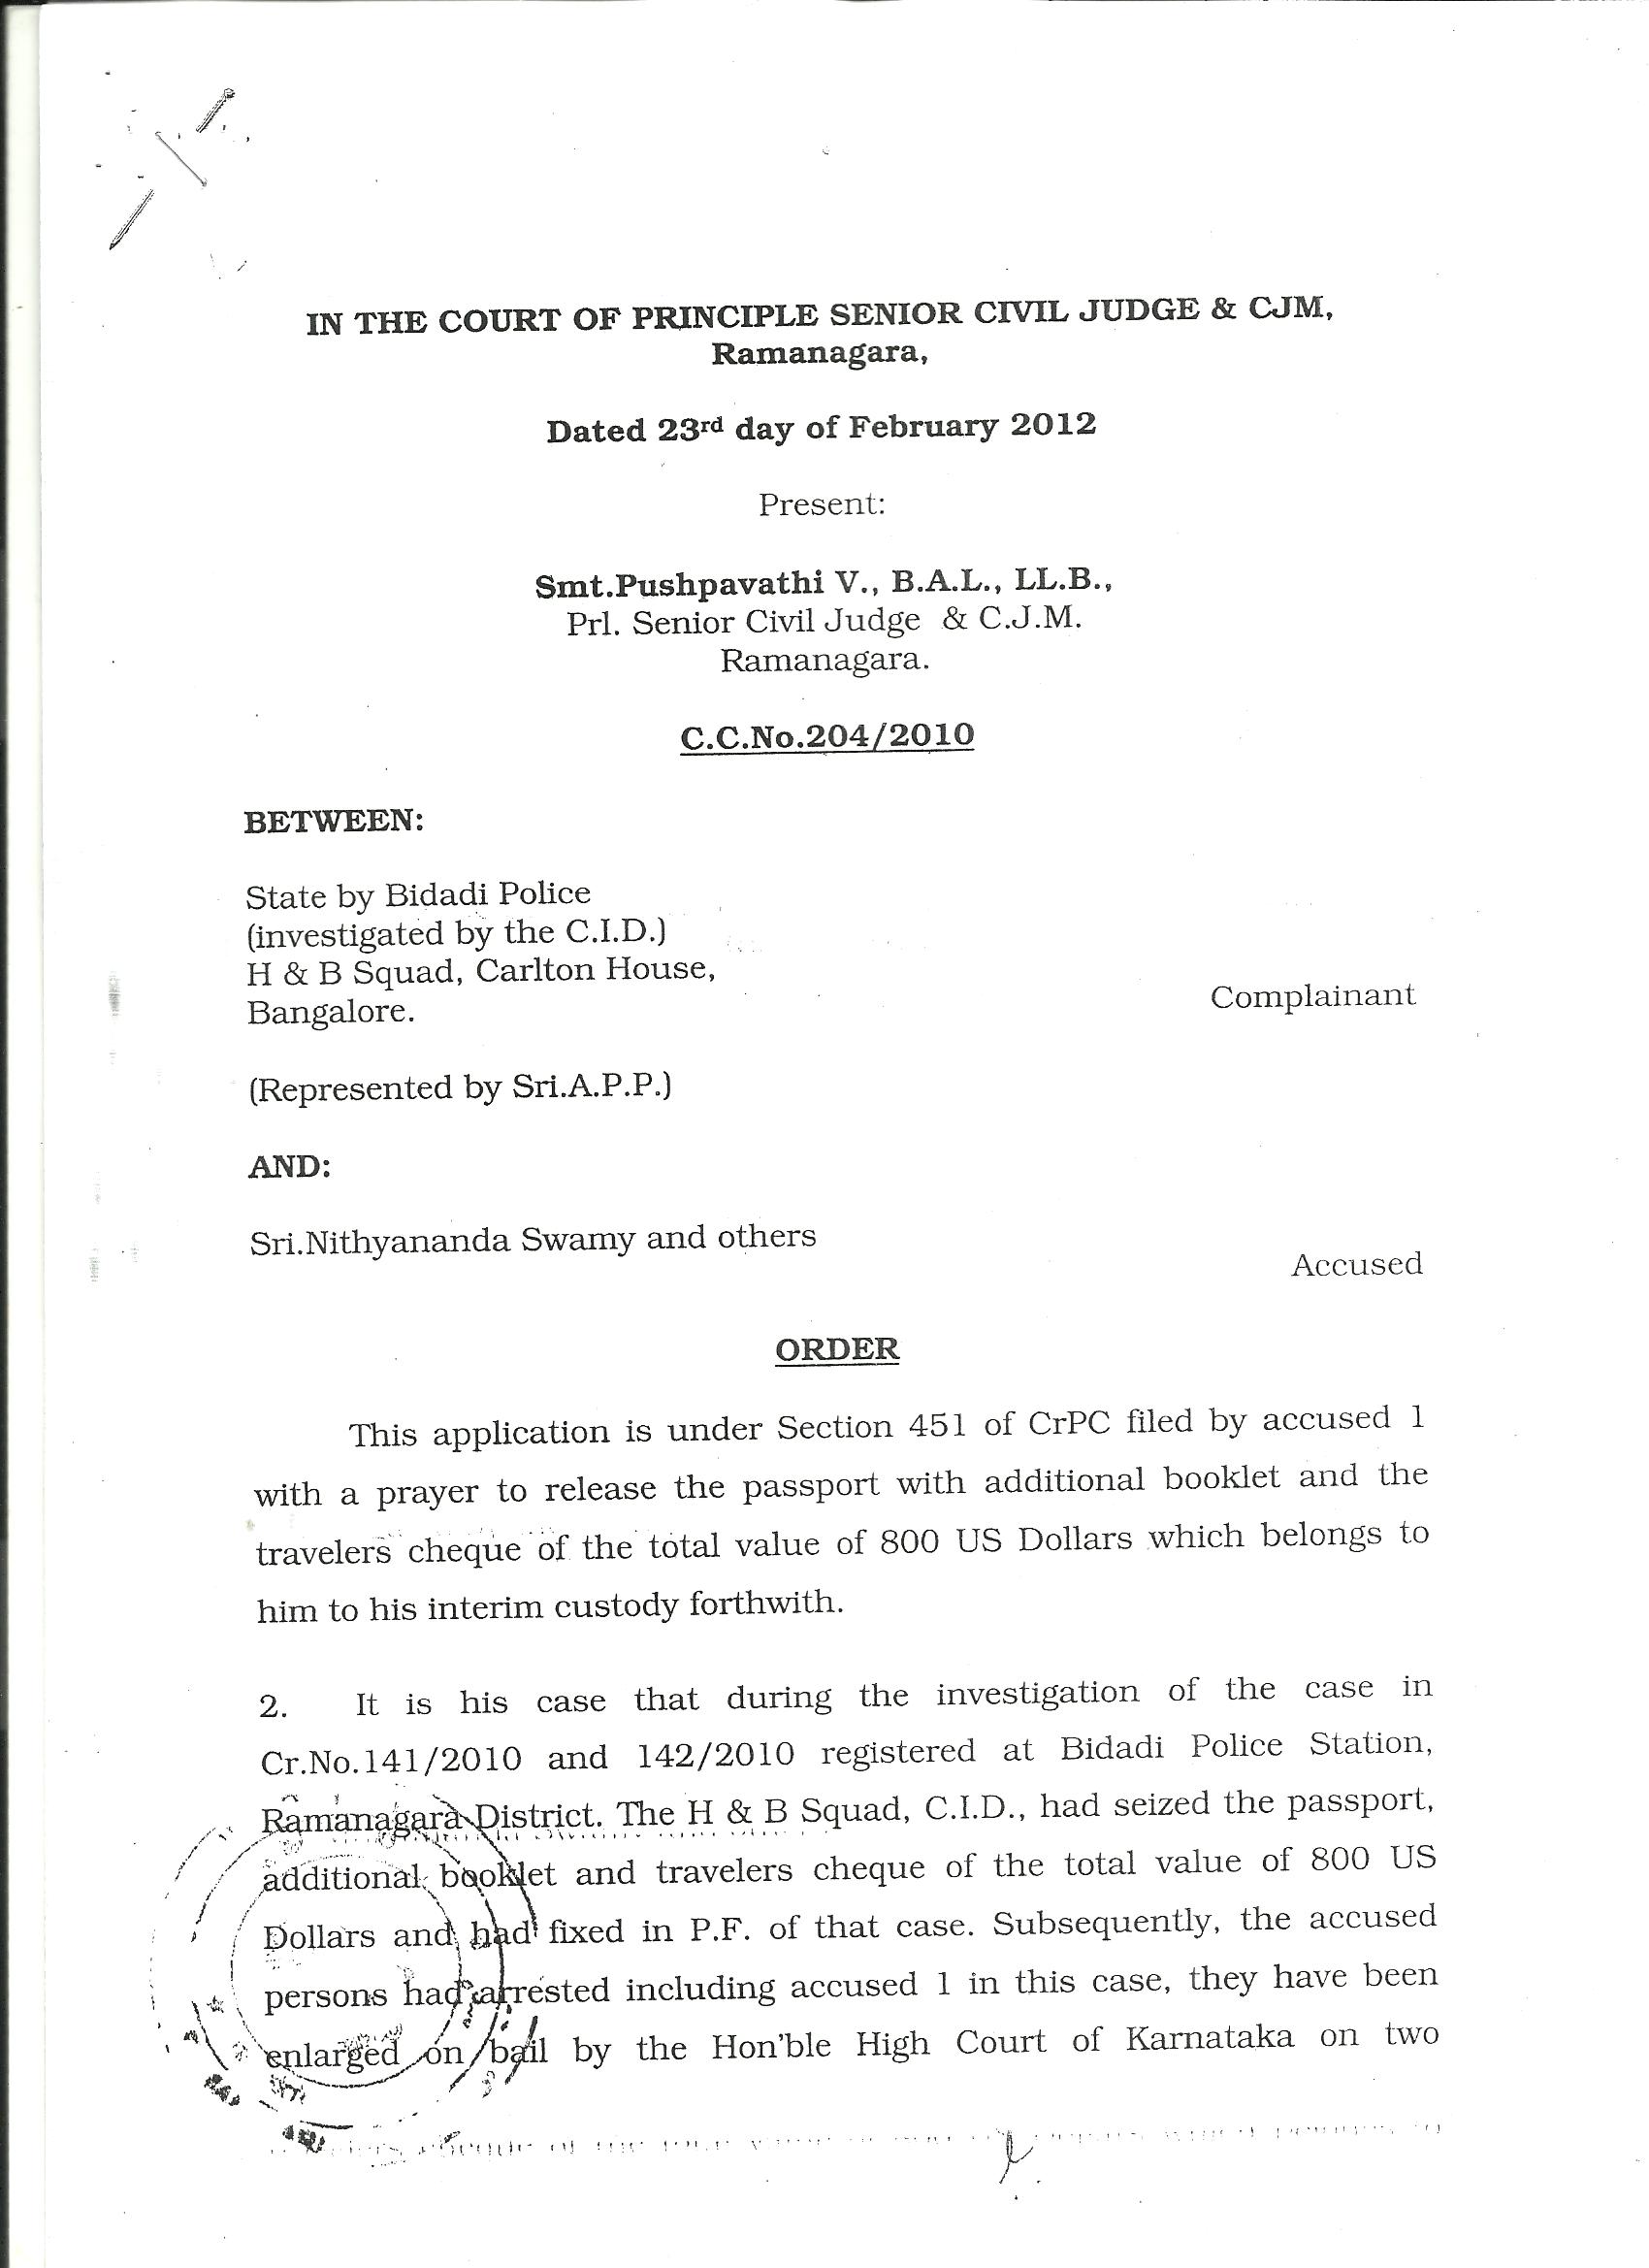 IN THE COURT OF PRINCIPLE SENIOR CIVIL JUDGE & CJM,
Ramanagara,
Dated 23rd day of February 2012
Present:
Smt.Pushpavathi V., B.A.L., LL.B.,
Prl. Senior Civil Judge & C.J.M.
Ramanagara.
C.C.No.204/2010
BETWEEN:
State by Bidadi Police
(investigated by the C.I.D.)
H & B Squad, Carlton House,
Bangalore.
Complainant
(Represented by Sri.A.P.P.)
AND:
Sri.Nithyananda Swamy and others
Accused
ORDER
This application is under Section 451 of CrPC filed by accused 1
with a prayer to release the passport with additional booklet and the
travelers cheque of the total value of 800 US Dollars which belongs to
him to his interim custody forthwith.
2. It is his case that during the investigation of the case in
Cr.No.141/2010 and 142/2010 registered at Bidadi Police Station,
Ramanagara District. The H & B Squad, C.I.D., had seized the passport,
additional booklet and travelers cheque of the total value of 800 US
Dollars and had fixed in P.F. of that case. Subsequently, the accused
persons had arrested including accused 1 in this case, they have been
enlarged on bail by the Hon'ble High Court of Karnataka on two